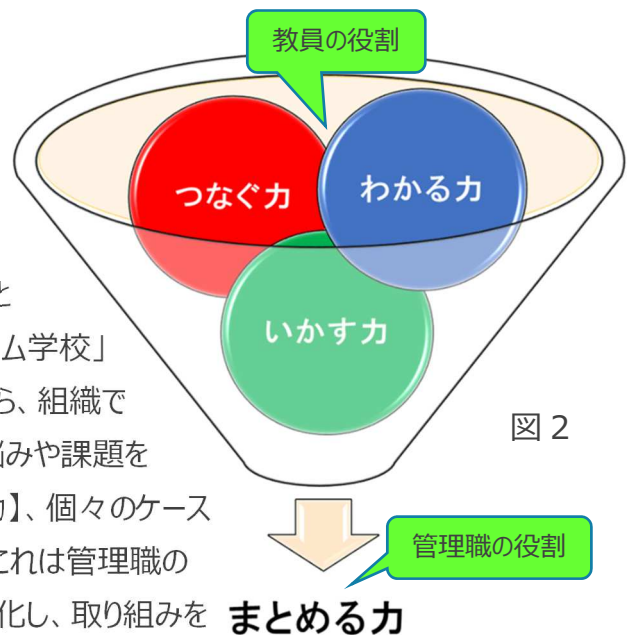 教員の役割
つなぐ力
わかる力
いかす力
と
ム学校」
ら、組織で
悩みや課題を
力】、個々のケース
これは管理職の
化し、取り組みを
図2
管理職の役割
まとめる力